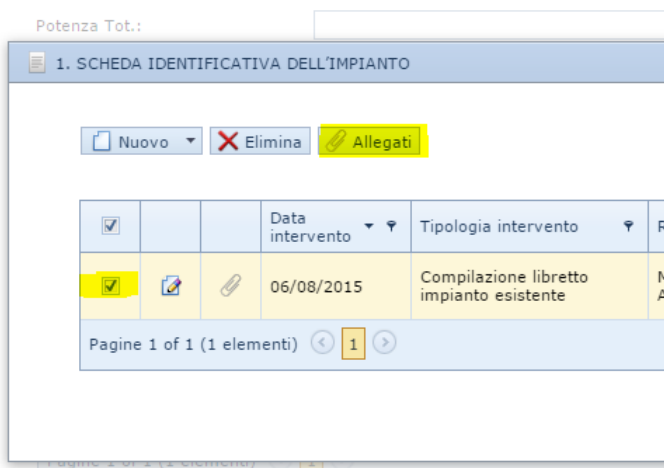 Potenza Tot.:
1. SCHEDA IDENTIFICATIVA DELL'IMPIANTO
Nuovo Elimina Allegati
Data
intervento
Tipologia intervento
06/08/2015
Compilazione libretto
impianto esistente
Pagine 1 of 1 (1 elementi) 1